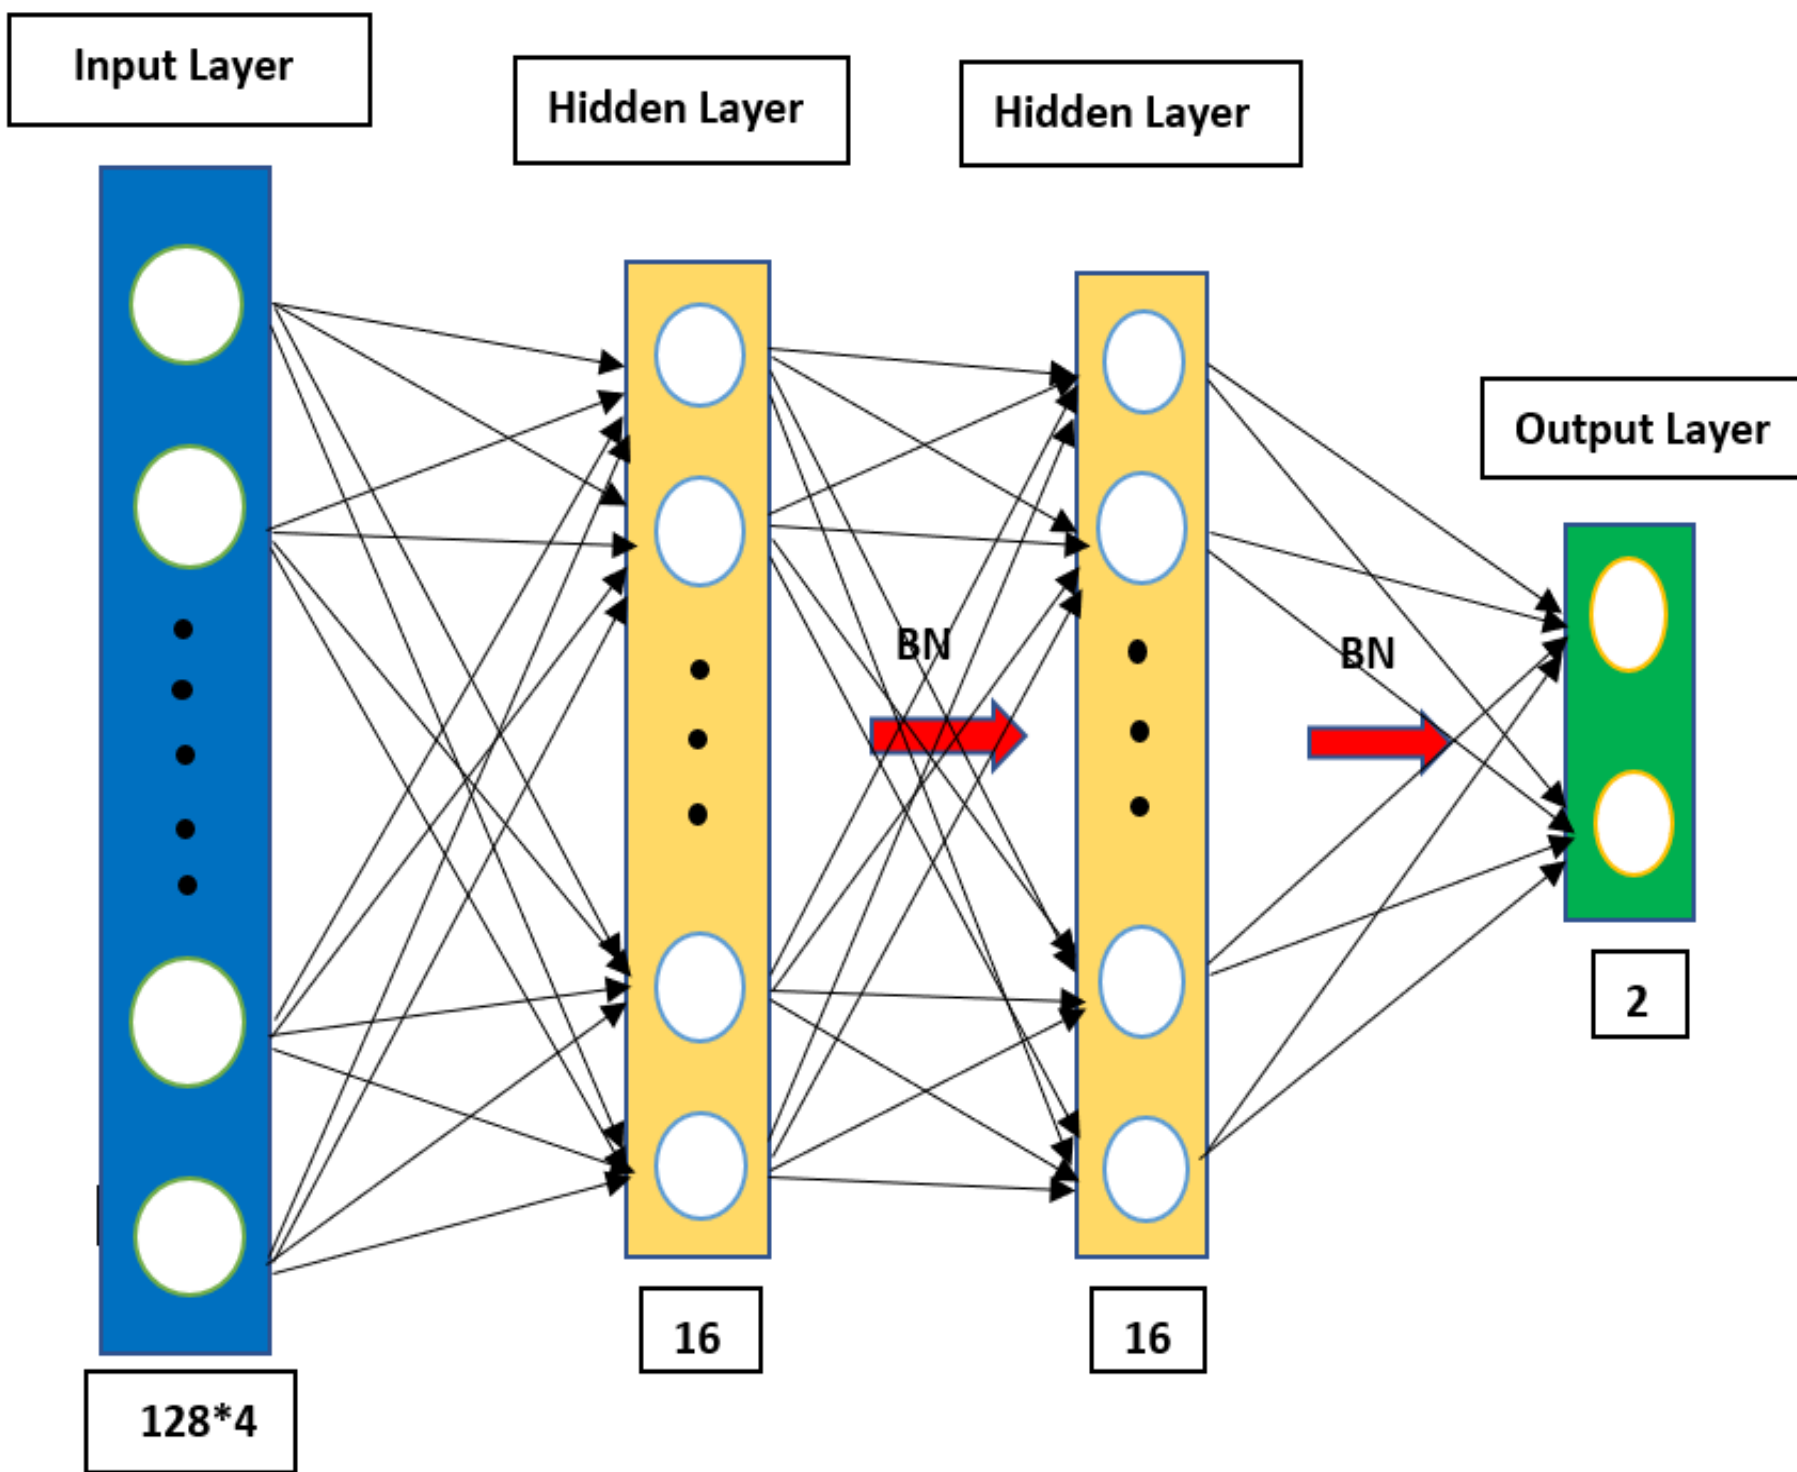 Input Layer
Hidden Layer
Hidden Layer
Output Layer
BN
BN
2
16
16
128*4